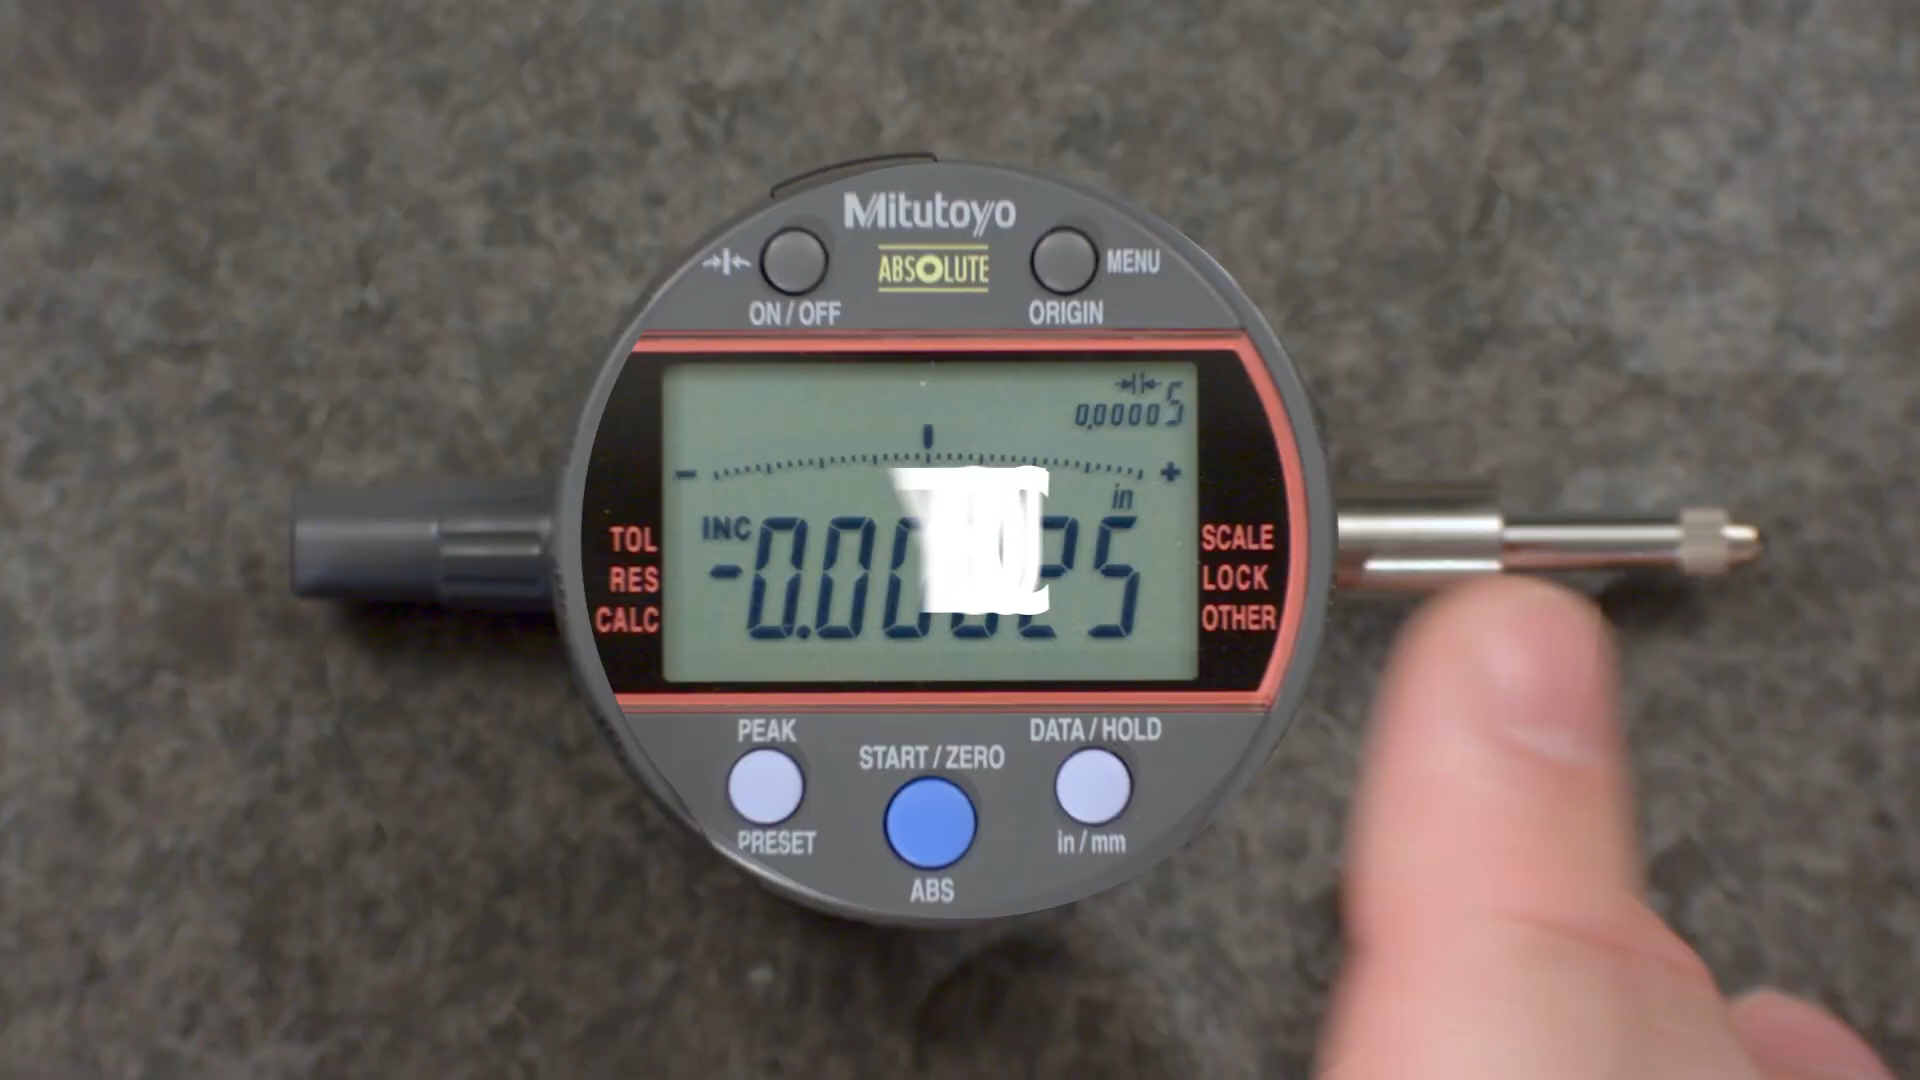 Mitutoyo
ABSOLUTE
MENU
ON / OFF
ORIGIN
0.00005
- +
in
INC
TOL
RES
CALC
SCALE
LOCK
OTHER
PEAK
START / ZERO
DATA / HOLD
PRESET
in / mm
ABS